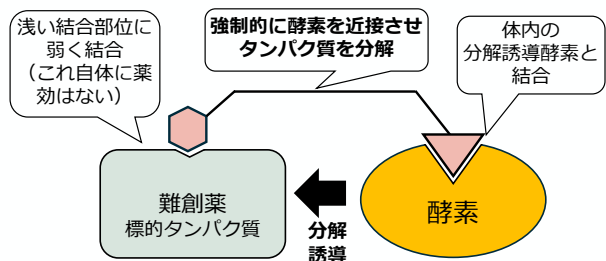 浅い結合部位に
弱く結合
（これ自体に薬
効はない）
強制的に酵素を近接させ
タンパク質を分解
体内の
分解誘導酵素と
結合
難創薬
標的タンパク質
分解
誘導
酵素